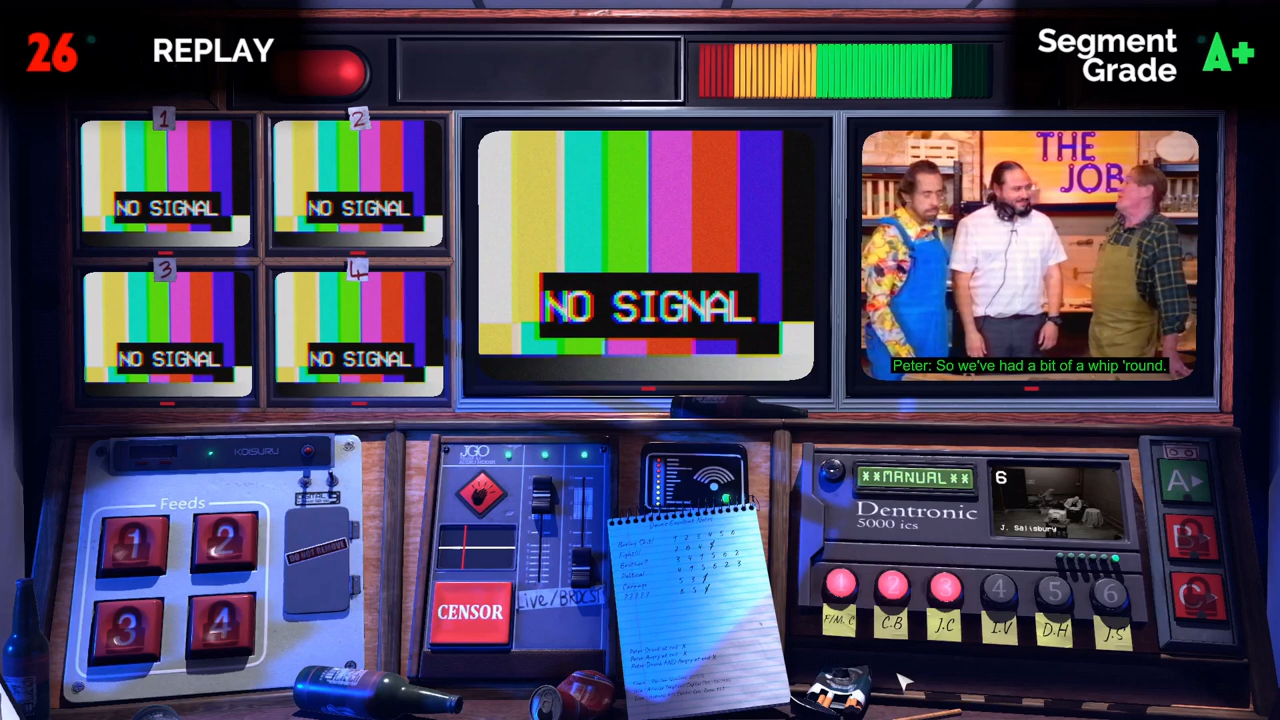 26
REPLAY
Segment
Grade
A+
1
2
NO SIGNAL
NO SIGNAL
3
4
NO SIGNAL
NO SIGNAL
NO SIGNAL
THE
JOB
Peter: So we've had a bit of a whip 'round.
KOSURU
Feeds
1
2
3
4
DO NOT REMOVE
JGO
CENSOR
Live/BRDCST
**MANUAL**
Dentronic
5000 ics
6
J. Salisbury
1
2
3
4
5
6
F/M.C
C.B
J.C
I.V
D.H
J.S
A
B
C